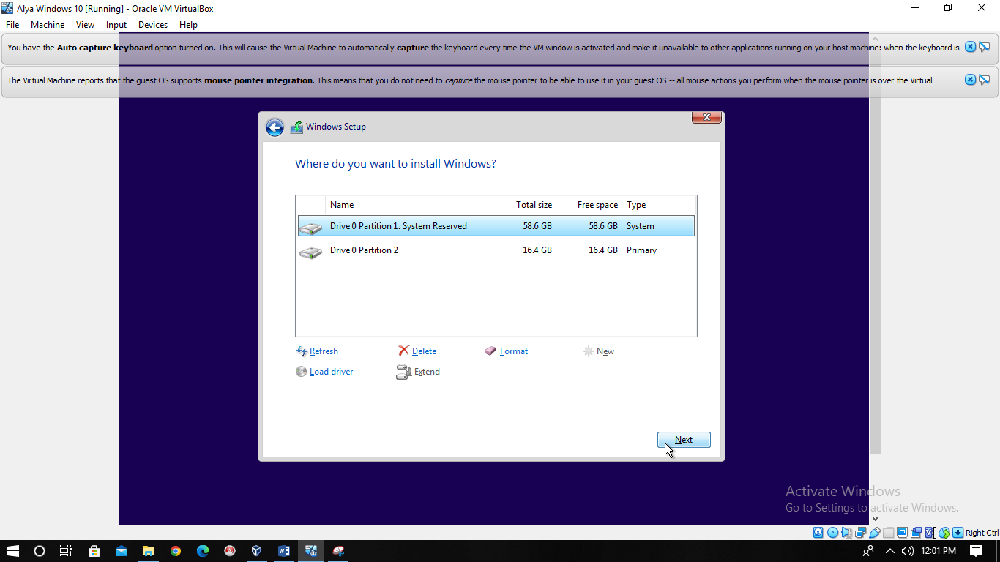 Alya Windows 10 [Running] - Oracle VM VirtualBox
File Machine View Input Devices Help
You have the Auto capture keyboard option turned on. This will cause the Virtual Machine to automatically capture the keyboard every time the VM window is activated and make it unavailable to other applications running on your host machine: when the keyboard is
The Virtual Machine reports that the guest OS supports mouse pointer integration. This means that you do not need to capture the mouse pointer to be able to use it in your guest OS -- all mouse actions you perform when the mouse pointer is over the Virtual
Windows Setup
Where do you want to install Windows?
Name Total size Free space Type
Drive 0 Partition 1: System Reserved 58.6 GB 58.6 GB System
Drive 0 Partition 2 16.4 GB 16.4 GB Primary
Refresh Delete Format New
Load driver Extend
Next
Activate Windows
Go to Settings to activate Windows.
Right Ctrl
12:01 PM